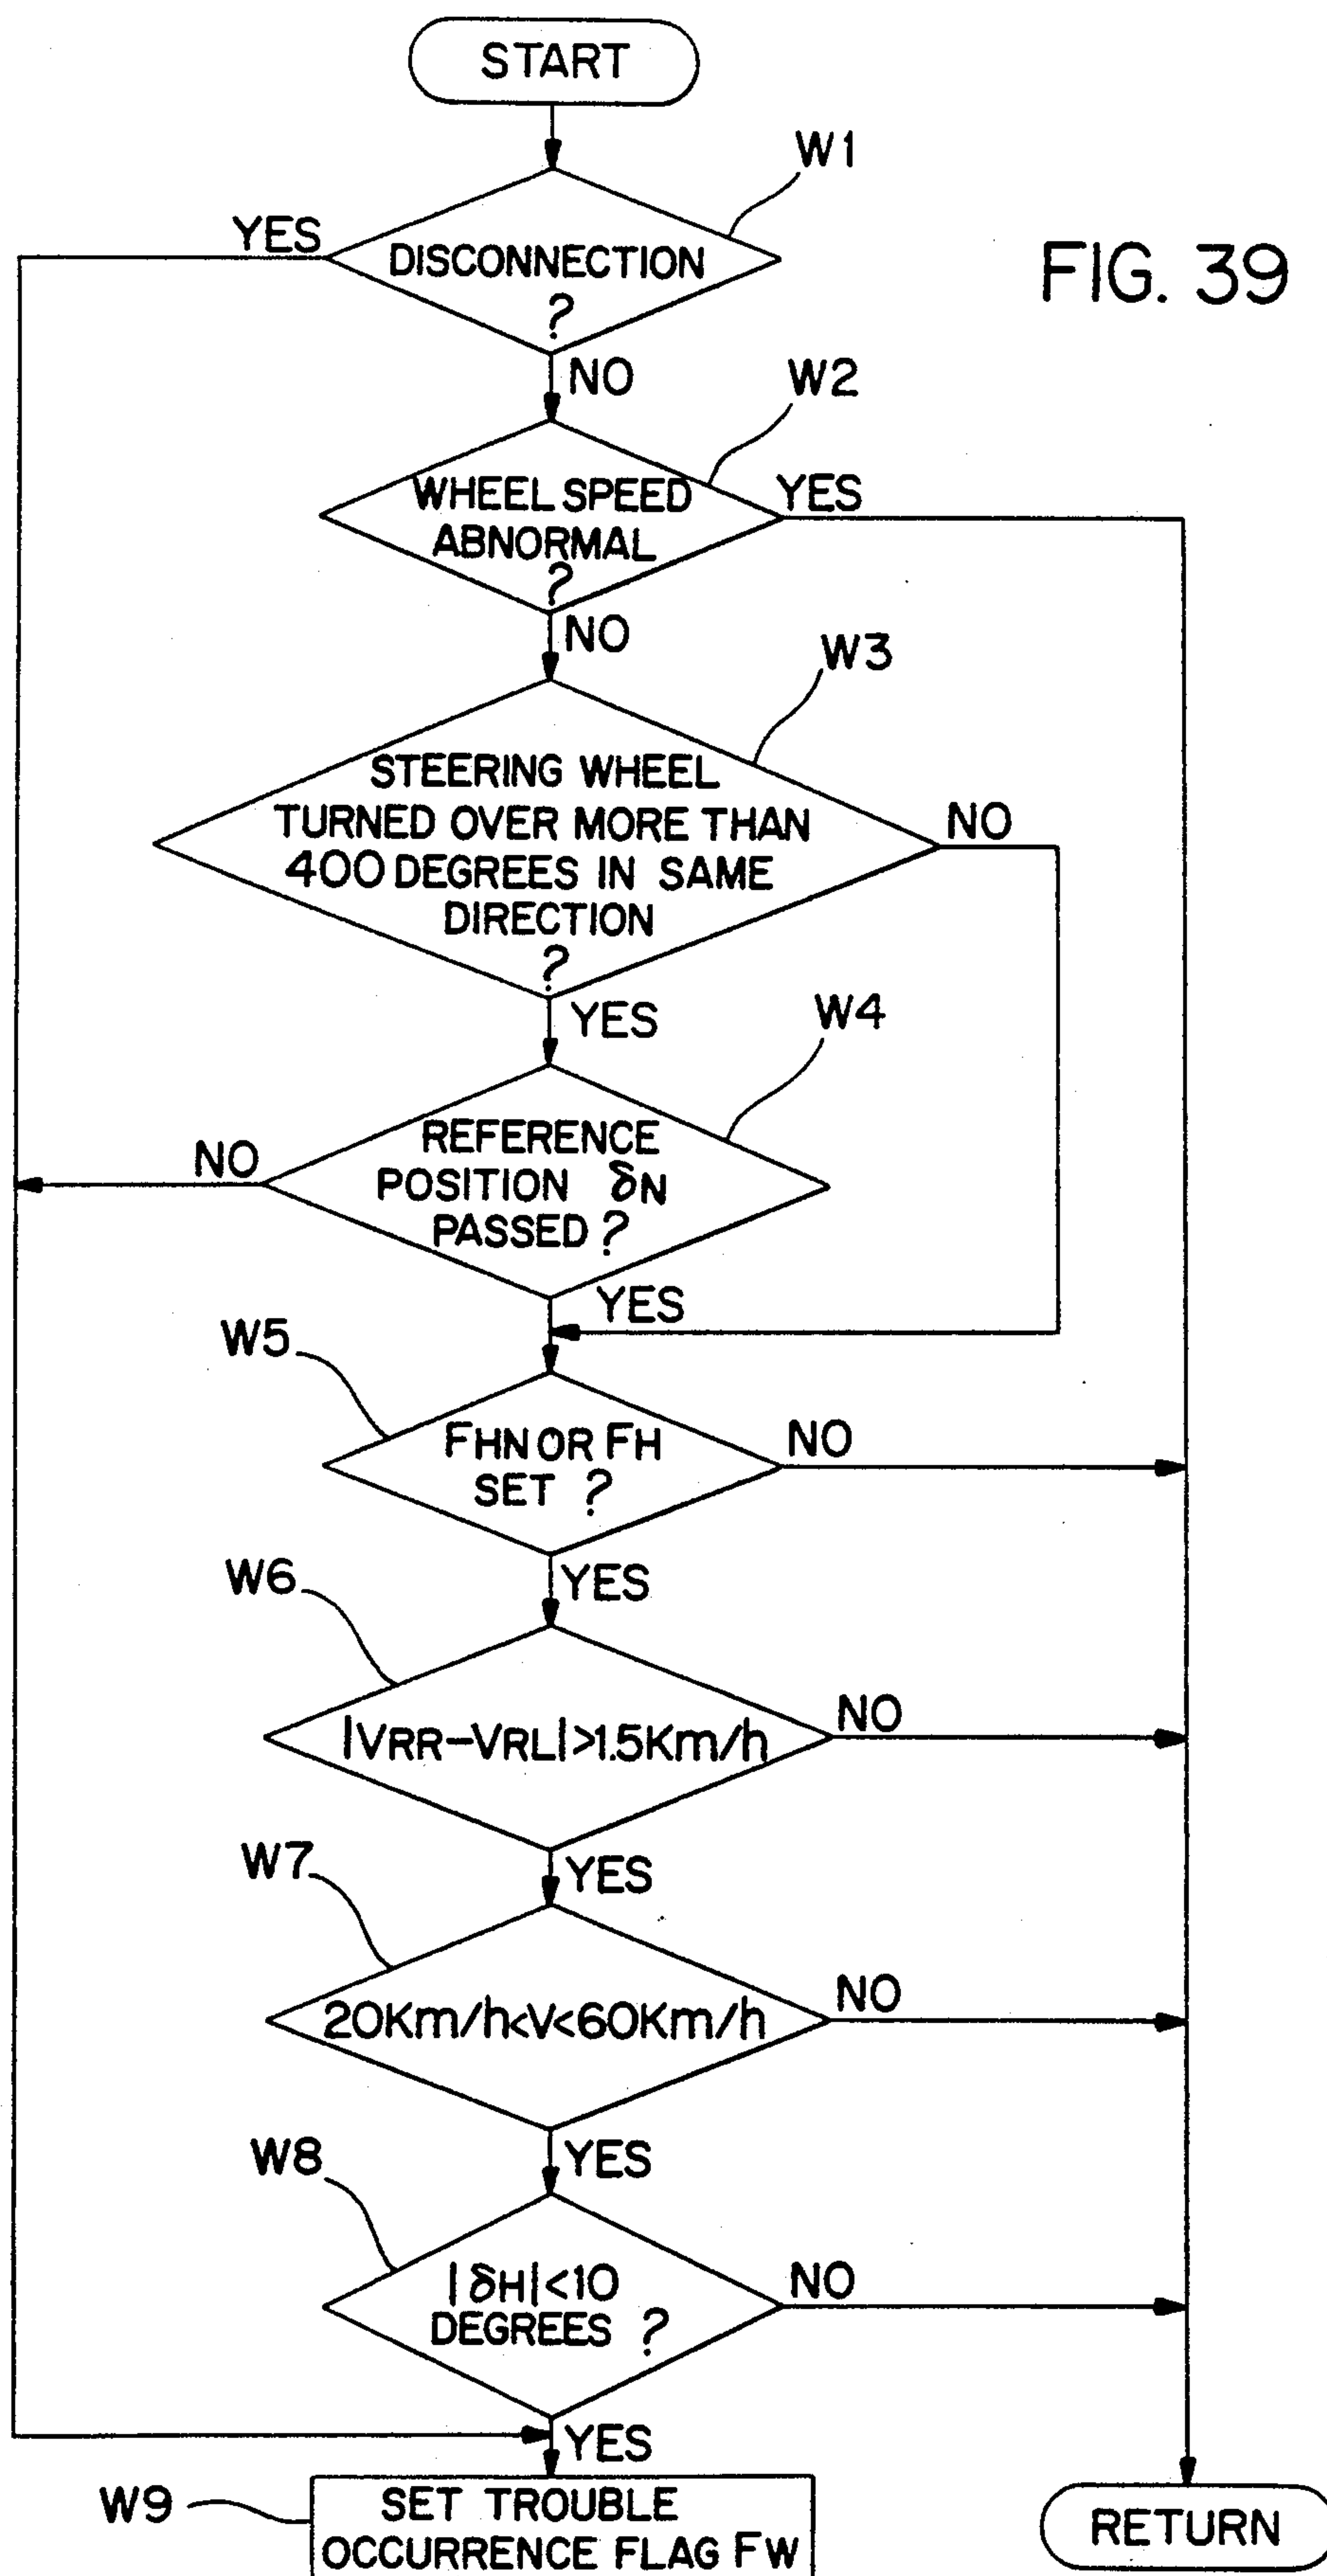 START
W1
YES
DISCONNECTION
?
FIG. 39
NO
W2
WHEEL SPEED
ABNORMAL
?
YES
NO
W3
STEERING WHEEL
TURNED OVER MORE THAN
400 DEGREES IN SAME
DIRECTION
?
NO
YES
W4
REFERENCE
POSITION δN
PASSED ?
NO
YES
W5
FHN OR FH
SET ?
NO
YES
W6
|VRR-VRL|>1.5Km/h
NO
YES
W7
20Km/h<V<60Km/h
NO
YES
W8
|δH|<10
DEGREES ?
NO
YES
W9
SET TROUBLE
OCCURRENCE FLAG FW
RETURN